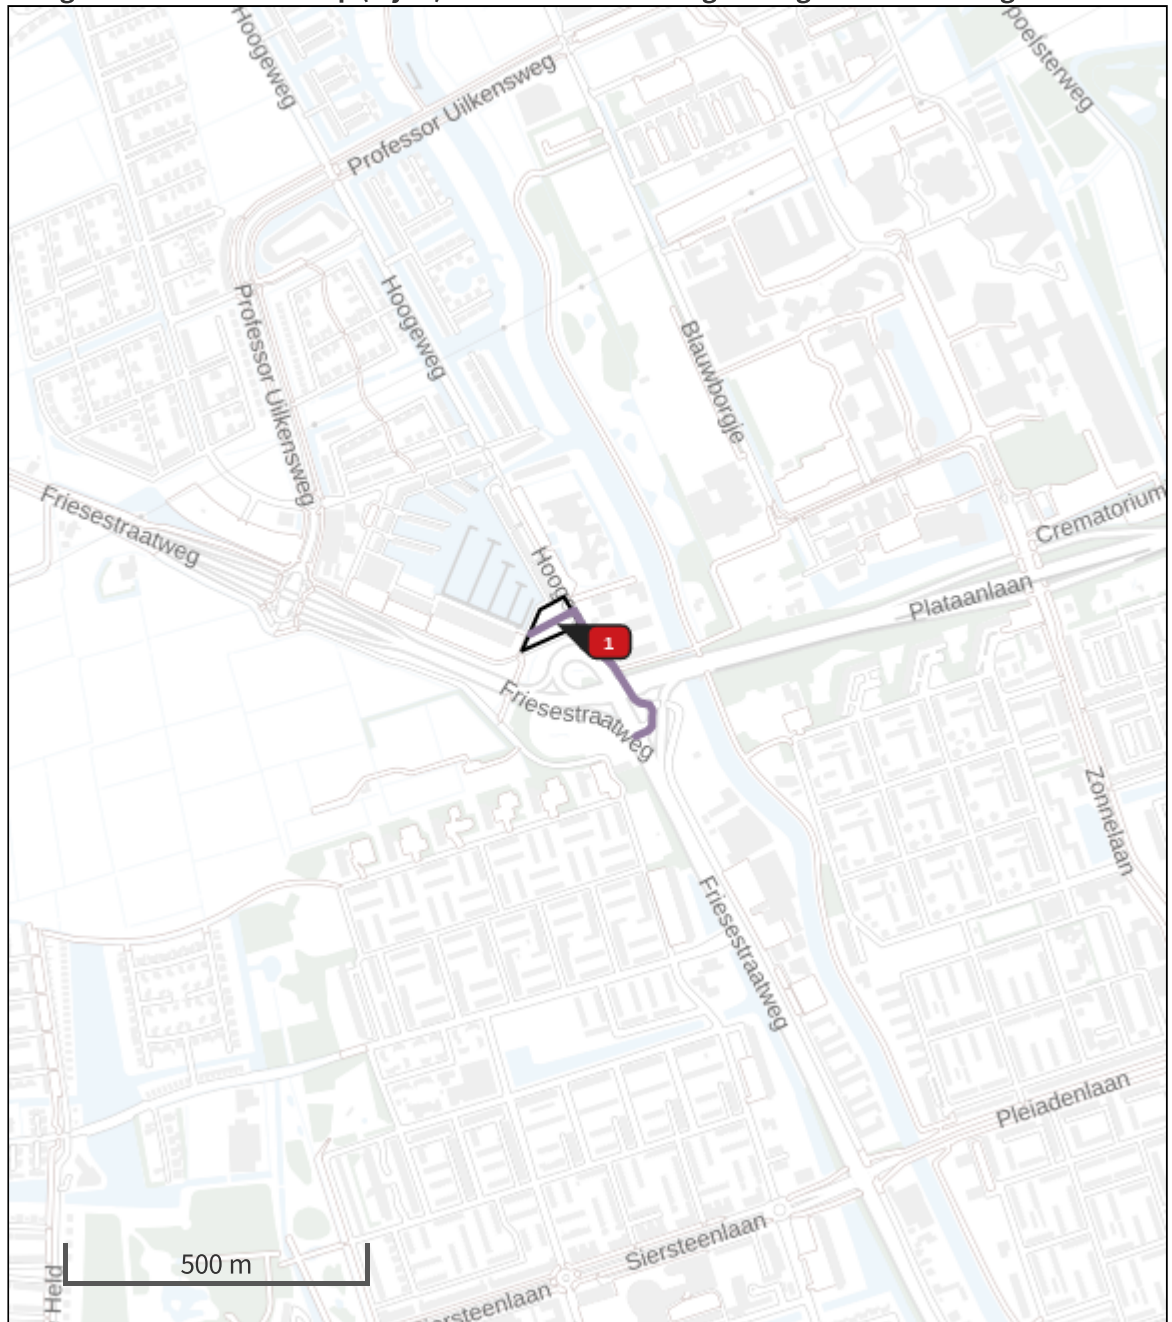 Hoogeweg
poelsterweg
Professor Uilkensweg
Hoogeweg
Professor Uilkensweg
Blauwborgje
Friesestraatweg
Crematorium
Hoog
Plataanlaan
1
Friesestraatweg
Zonnelaan
Friesestraatweg
Pleiadenlaan
Siersteenlaan
500 m
Held
ersteenlaan